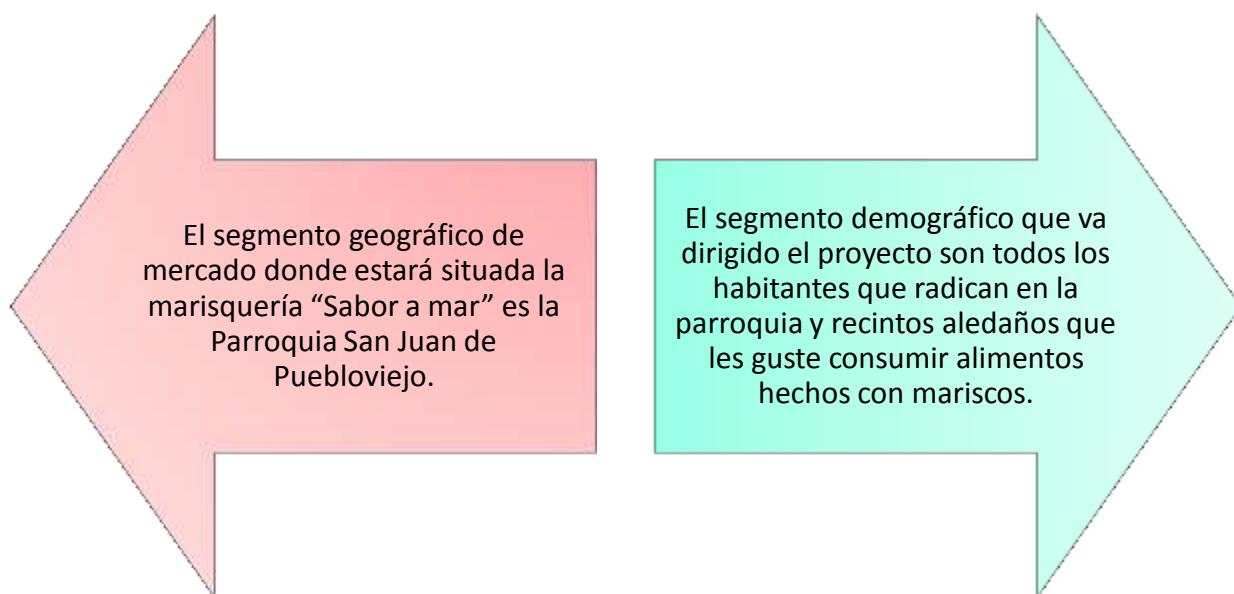 El segmento geográfico de
mercado donde estará situada la
marisquería “Sabor a mar” es la
Parroquia San Juan de
Puebloviejo.
El segmento demográfico que va
dirigido el proyecto son todos los
habitantes que radican en la
parroquia y recintos aledaños que
les guste consumir alimentos
hechos con mariscos.